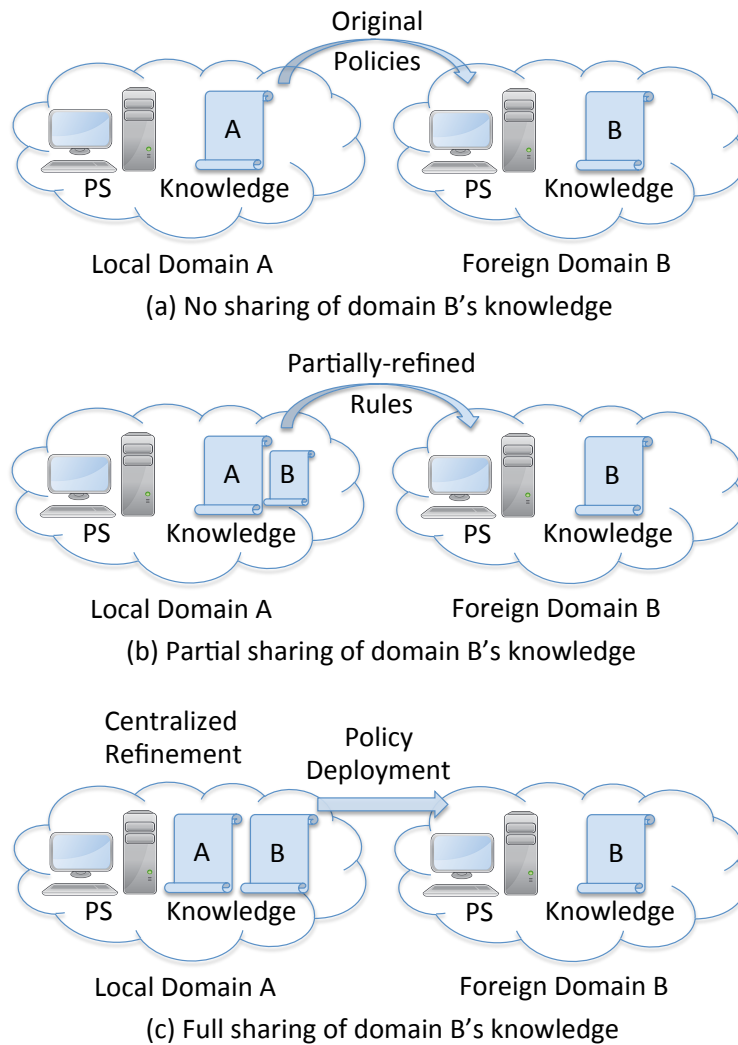 Original
Policies
A
B
PS
Knowledge
PS
Knowledge
Local Domain A
Foreign Domain B
(a) No sharing of domain B's knowledge
Partially-refined
Rules
A
B
B
PS
Knowledge
PS
Knowledge
Local Domain A
Foreign Domain B
(b) Partial sharing of domain B's knowledge
Centralized
Refinement
Policy
Deployment
A
B
B
PS
Knowledge
PS
Knowledge
Local Domain A
Foreign Domain B
(c) Full sharing of domain B's knowledge